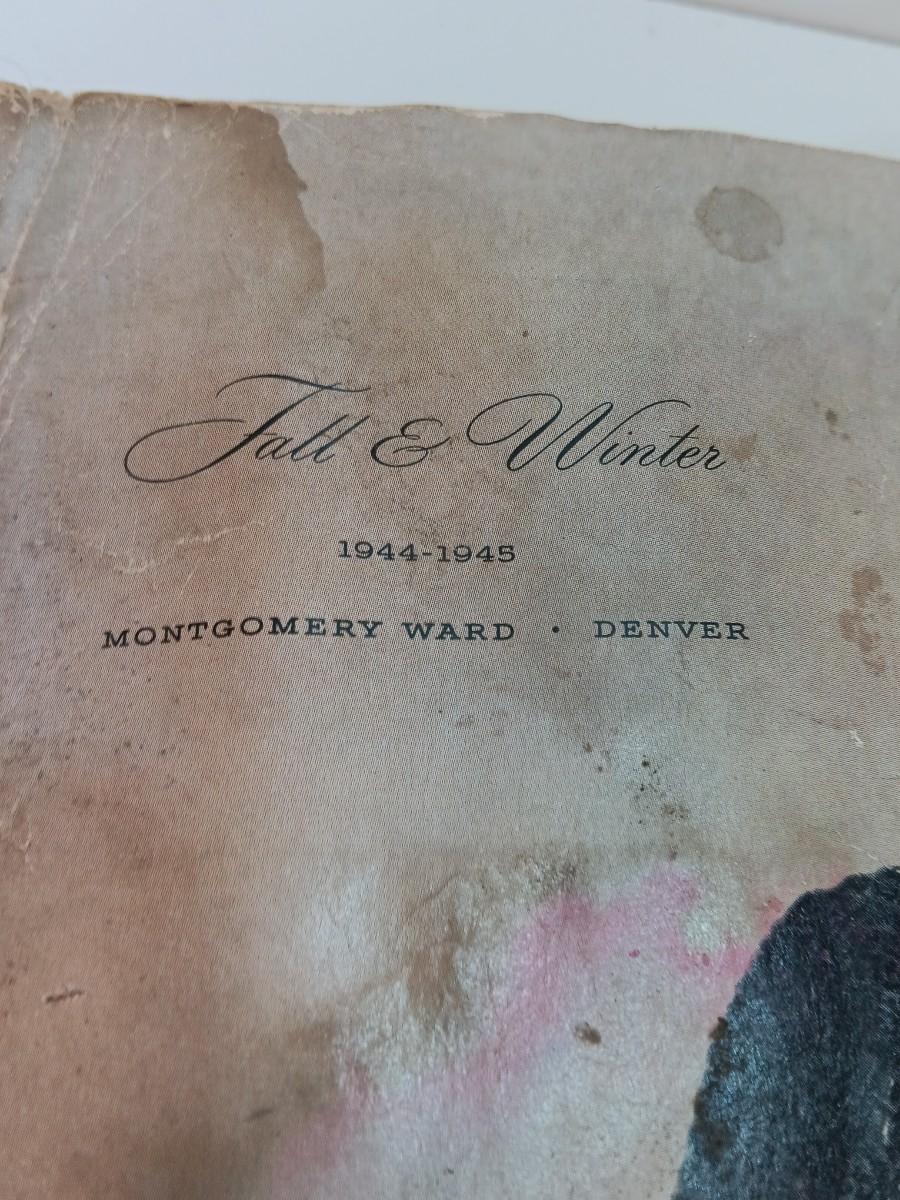 Fall & Winter
1944-1945
MONTGOMERY WARD • DENVER